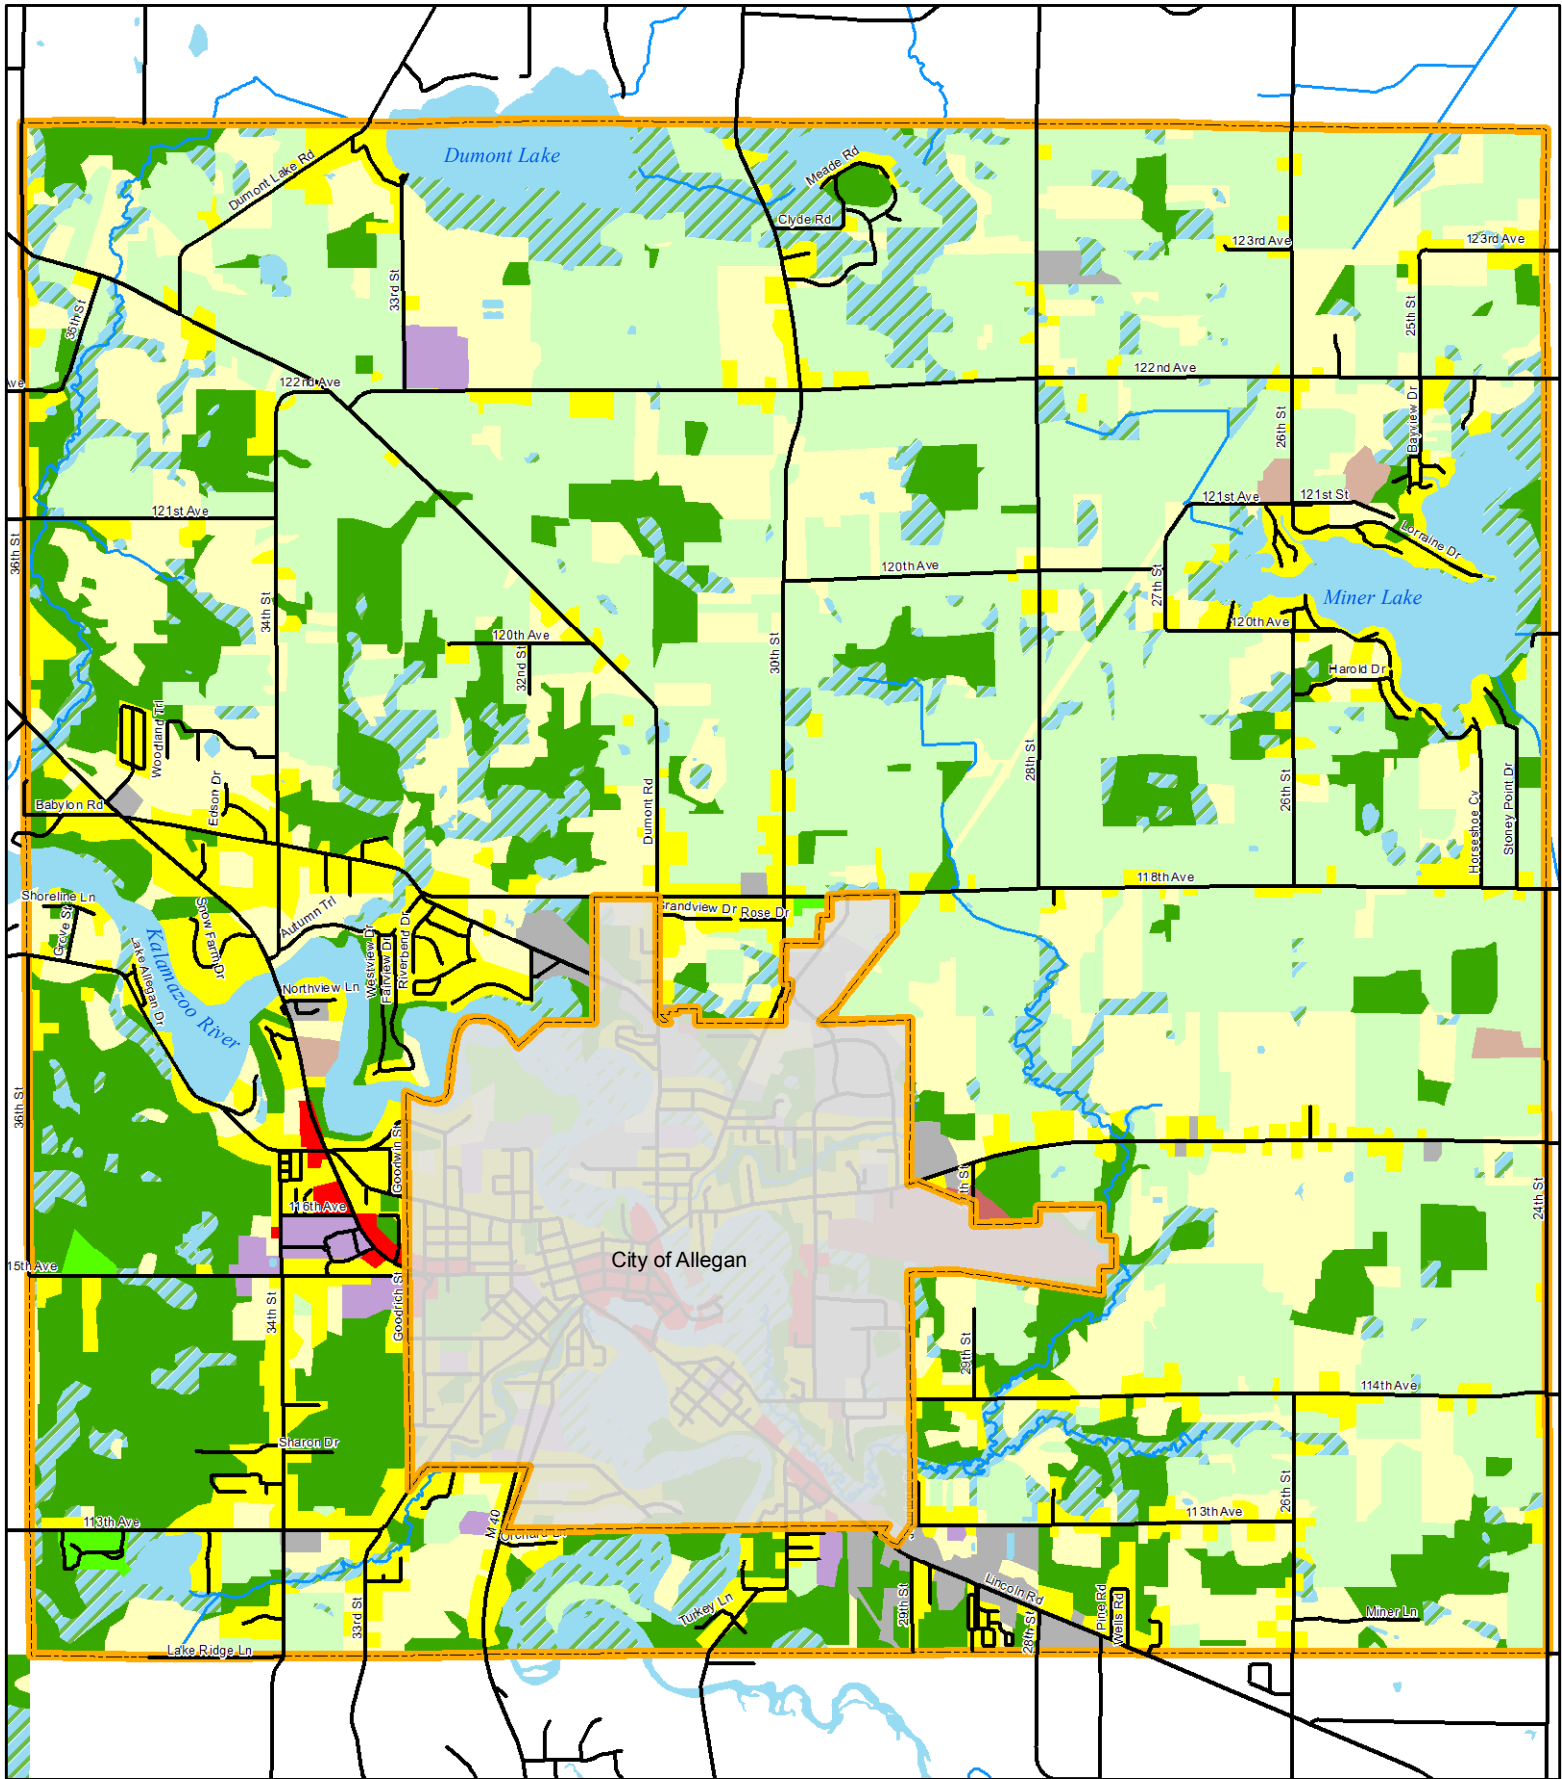 Dumont Lake
Meade Rd
Dumont Lake Rd
Clyde Rd
123rd Ave
123rd Ave
33rd St
35th St
25th St
122nd Ave
122nd Ave
Ave
Bayview Dr
26th St
121st Ave
121st St
121st Ave
Lorraine Dr
36th St
120th Ave
27th St
Miner Lake
34th St
120th Ave
120th Ave
30th St
32nd St
Harold Dr
Woodland Trl
28th St
26th St
Edson Dr
Babylon Rd
Dumont Rd
Horseshoe Cv
Stoney Point Dr
118th Ave
Shoreline Ln
Grove St
Snow Farm Dr
Autumn Trl
Grandview Dr
Rose Dr
Lake Allegan Dr
Kalamazoo River
Westview Dr
Fairview Dr
Riverbend Dr
Northview Ln
36th St
Goodwin St
th St
24th St
116th Ave
City of Allegan
15th Ave
34th St
Goodrich St
29th St
114th Ave
Sharon Dr
26th St
113th Ave
M 40
113th Ave
Lincoln Rd
29th St
28th St
Pine Rd
Wells Rd
Turkey Ln
Miner Ln
33rd St
Lake Ridge Ln